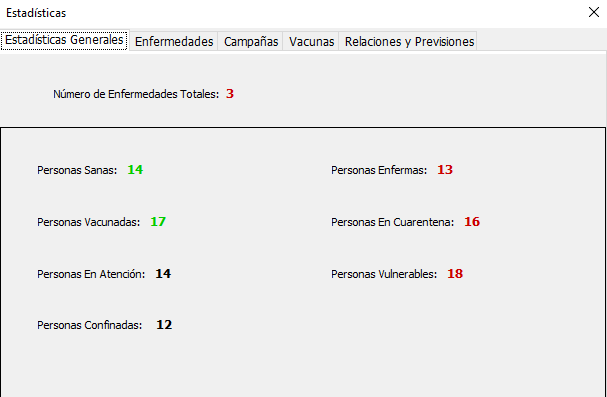 Estadísticas
Estadísticas Generales Enfermedades Campañas Vacunas Relaciones y Previsiones
Número de Enfermedades Totales: 3
Personas Sanas: 14 Personas Enfermas: 13
Personas Vacunadas: 17 Personas En Cuarentena: 16
Personas En Atención: 14 Personas Vulnerables: 18
Personas Confinadas: 12